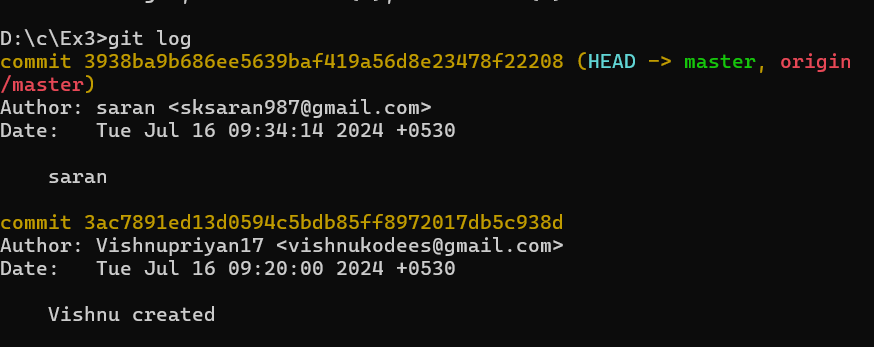 D:\c\Ex3>git log
commit 3938ba9b686ee5639baf419a56d8e23478f22208 (HEAD -> master, origin
/master)
Author: saran <sksaran987@gmail.com>
Date:   Tue Jul 16 09:34:14 2024 +0530
    saran
commit 3ac7891ed13d0594c5bdb85ff8972017db5c938d
Author: Vishnupriyan17 <vishnukodees@gmail.com>
Date:   Tue Jul 16 09:20:00 2024 +0530
    Vishnu created